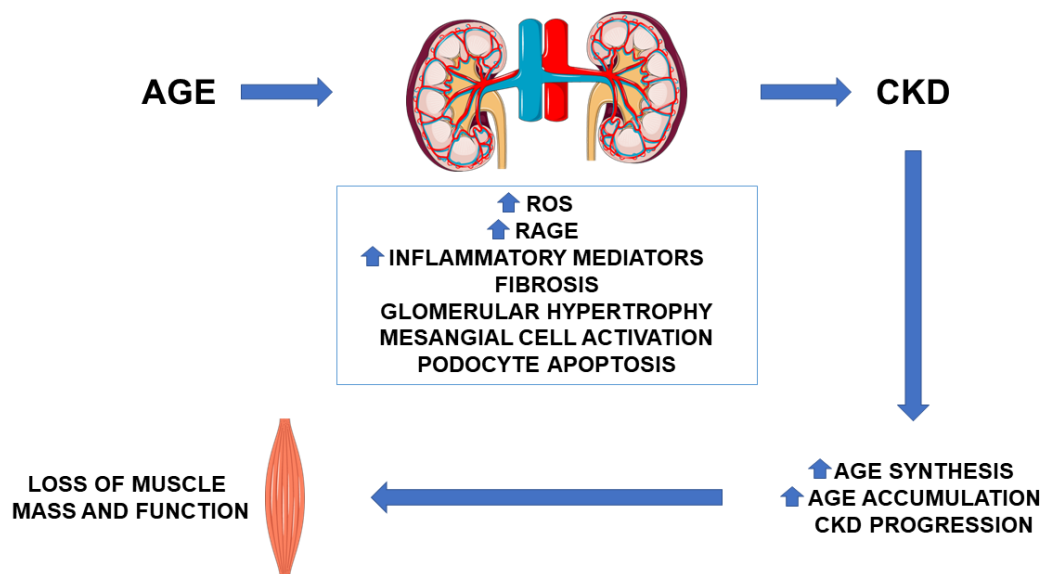 AGE
CKD
ROS
RAGE
INFLAMMATORY MEDIATORS
FIBROSIS
GLOMERULAR HYPERTROPHY
MESANGIAL CELL ACTIVATION
PODOCYTE APOPTOSIS
AGE SYNTHESIS
AGE ACCUMULATION
CKD PROGRESSION
LOSS OF MUSCLE
MASS AND FUNCTION